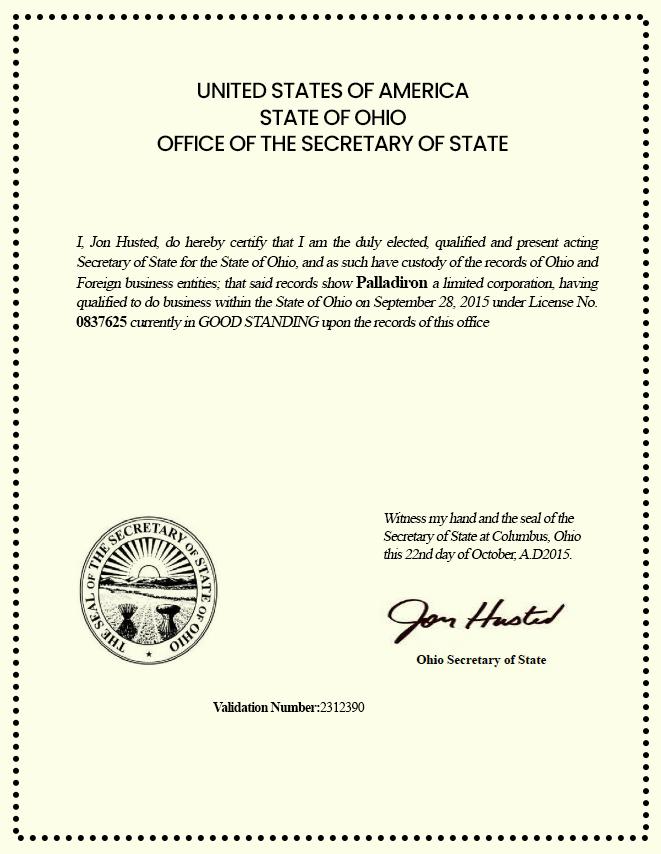 UNITED STATES OF AMERICA
STATE OF OHIO
OFFICE OF THE SECRETARY OF STATE
I, Jon Husted, do hereby certify that I am the duly elected, qualified and present acting
Secretary of State for the State of Ohio, and as such have custody of the records of Ohio and
Foreign business entities; that said records show Palladiron a limited corporation, having
qualified to do business within the State of Ohio on September 28, 2015 under License No.
0837625 currently in GOOD STANDING upon the records of this office
THE SEAL OF THE SECRETARY OF STATE OF OHIO
Witness my hand and the seal of the
Secretary of State at Columbus, Ohio
this 22nd day of October, A.D2015.
Jon Husted
Ohio Secretary of State
Validation Number:2312390